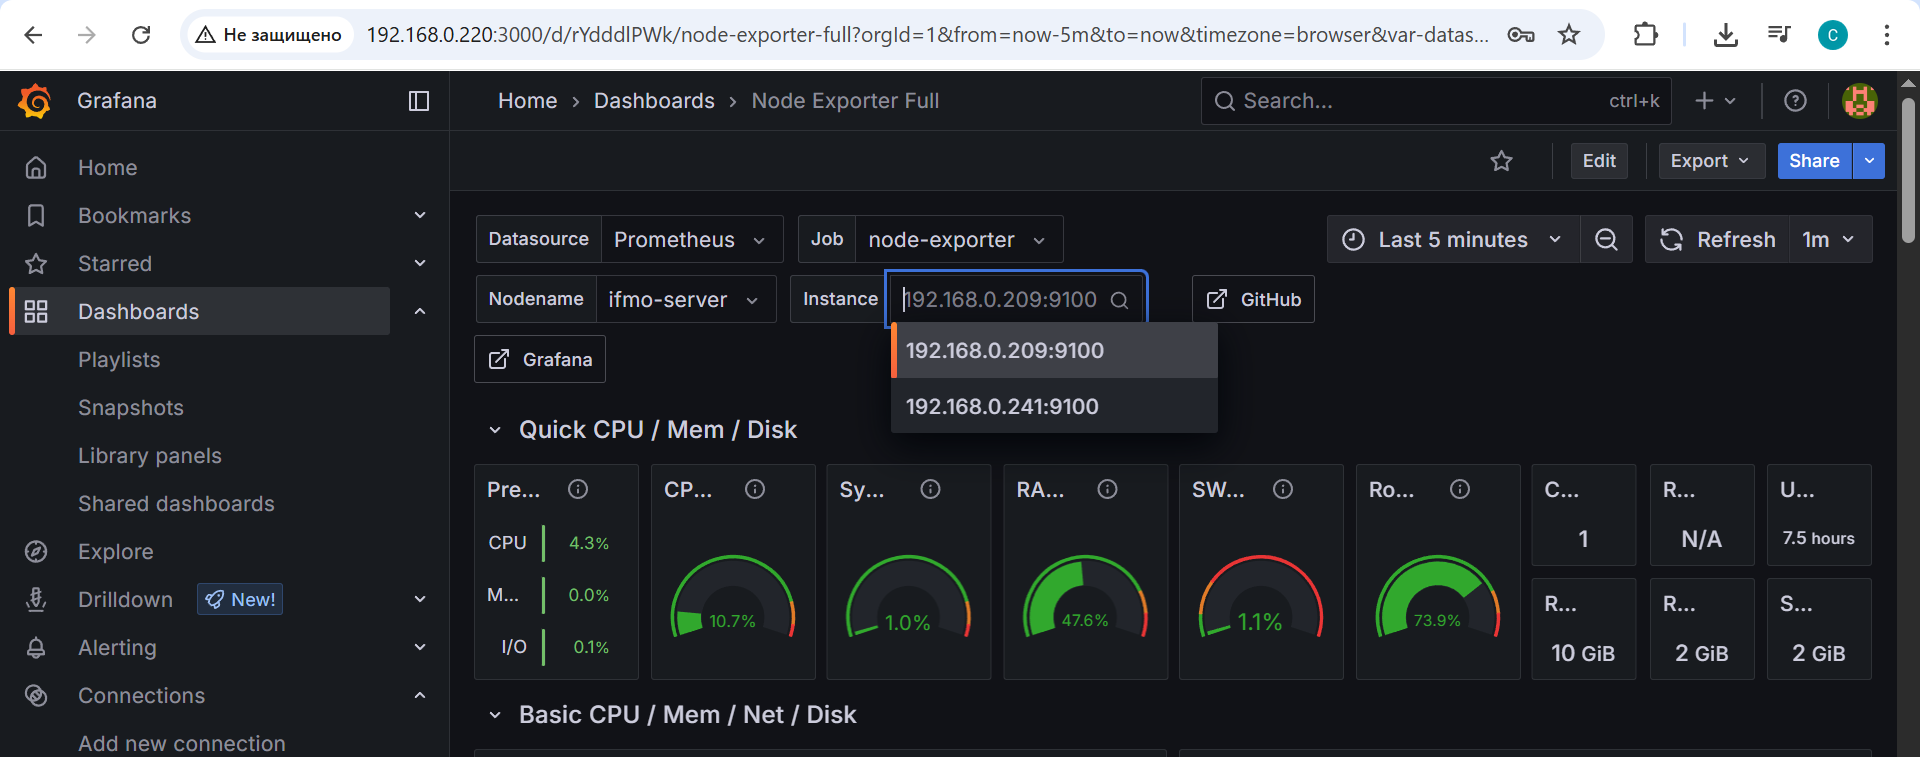 Не защищено
192.168.0.220:3000/d/rYdddlPWk/node-exporter-full?orgId=1&from=now-5m&to=now&timezone=browser&var-datas...
C
Grafana
Home › Dashboards › Node Exporter Full
Search...
ctrl+k
Home
Bookmarks
Starred
Dashboards
Playlists
Snapshots
Library panels
Shared dashboards
Explore
Drilldown
New!
Alerting
Connections
Add new connection
Edit
Export
Share
Datasource
Prometheus
Job
node-exporter
Last 5 minutes
Refresh
1m
Nodename
ifmo-server
Instance
192.168.0.209:9100
GitHub
192.168.0.209:9100
192.168.0.241:9100
Grafana
Quick CPU / Mem / Disk
Pre...
CPU 4.3%
M... 0.0%
I/O 0.1%
CP...
10.7%
Sy...
1.0%
RA...
47.6%
SW...
1.1%
Ro...
73.9%
C...
1
R...
N/A
U...
7.5 hours
R...
10 GiB
R...
2 GiB
S...
2 GiB
Basic CPU / Mem / Net / Disk